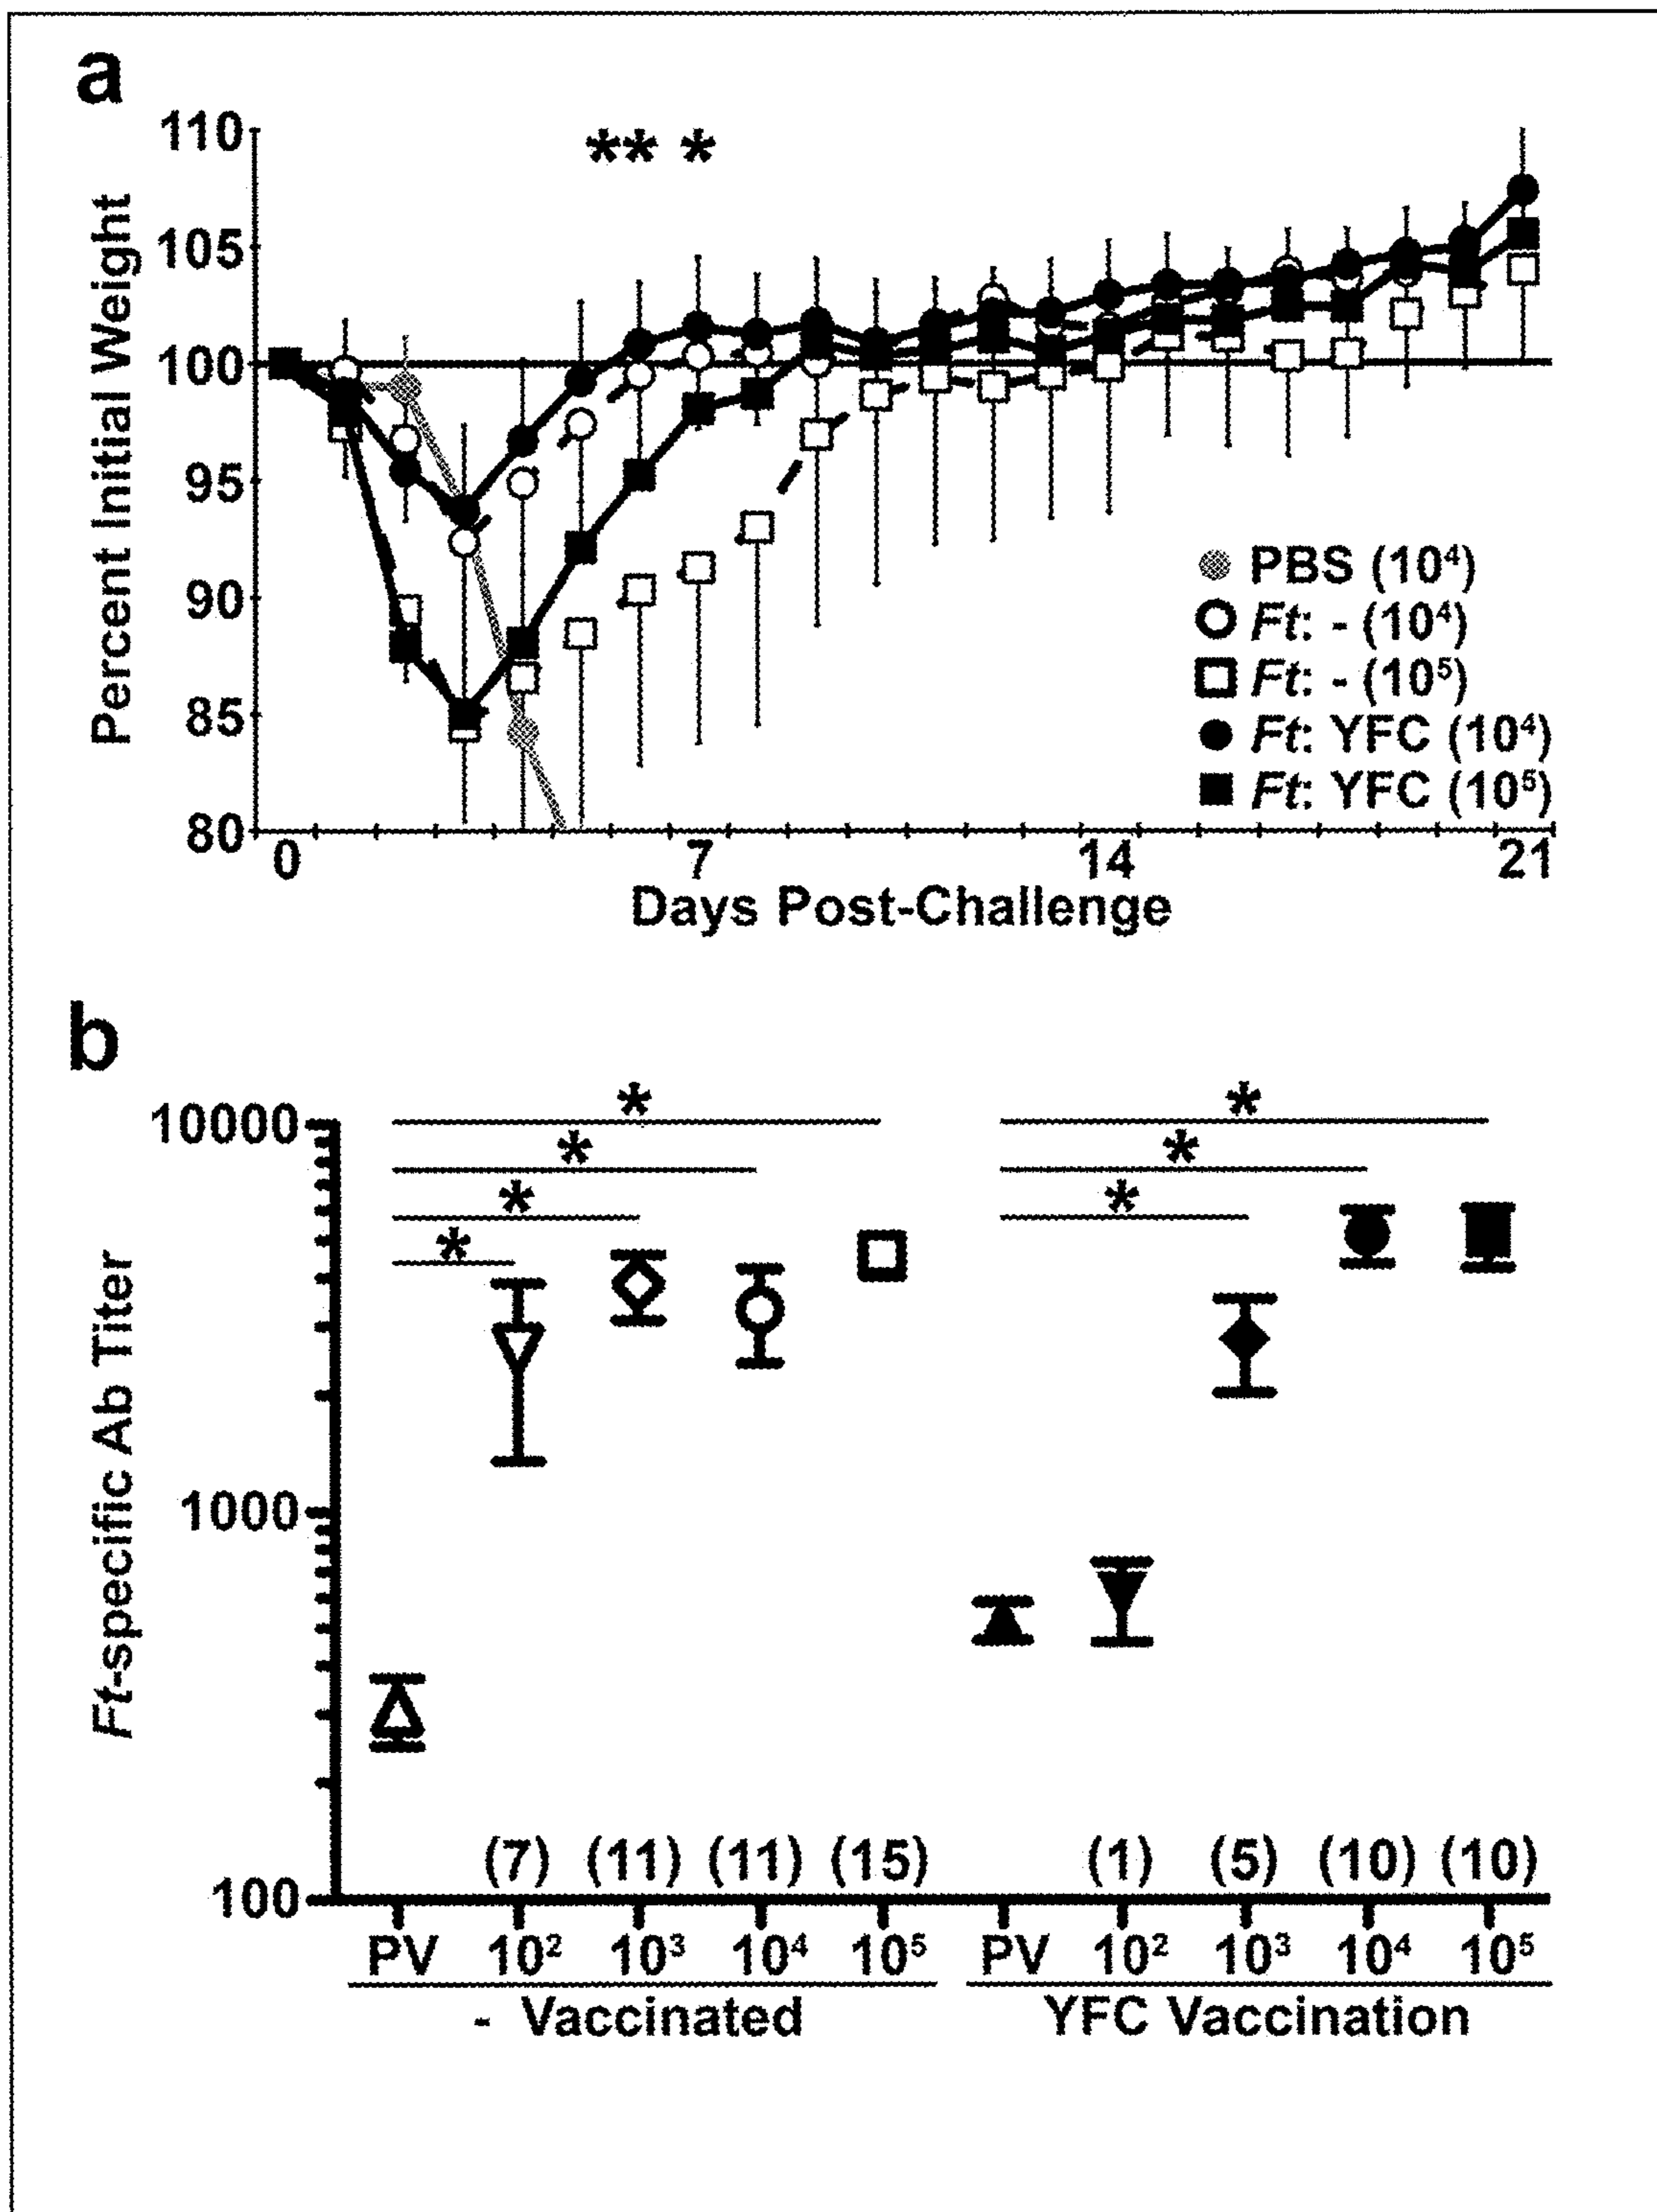 a
** *
Percent Initial Weight
110
105
100
95
90
85
80
PBS (10⁴)
Ft: - (10⁴)
Ft: - (10⁵)
Ft: YFC (10⁴)
Ft: YFC (10⁵)
0 7 14 21
Days Post-Challenge
b
Ft-specific Ab Titer
10000
1000
100
* *
* *
* *
*
(7) (11) (11) (15) (1) (5) (10) (10)
PV 10² 10³ 10⁴ 10⁵ PV 10² 10³ 10⁴ 10⁵
- Vaccinated YFC Vaccination